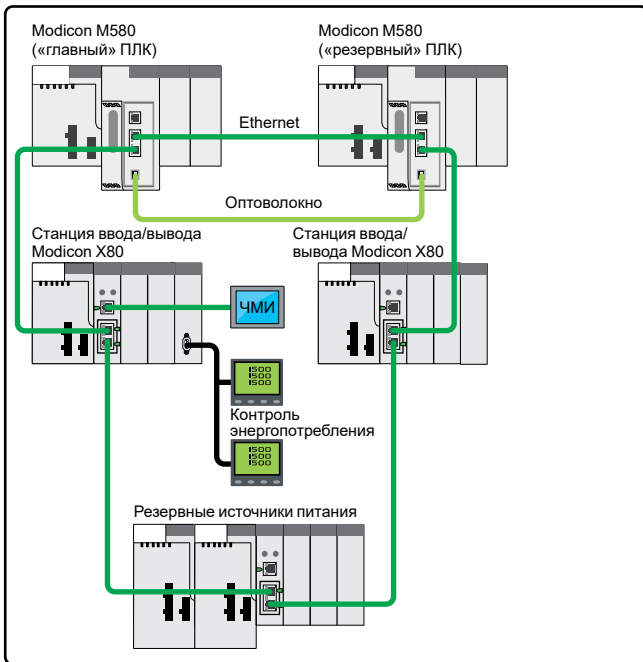 Modicon M580
(«главный» ПЛК)
Modicon M580
(«резервный» ПЛК)
Ethernet
Оптоволокно
Станция ввода/вывода
Modicon X80
Станция ввода/
вывода Modicon X80
ЧМИ
1500
1500
1500
Контроль
энергопотребления
1500
1500
1500
Резервные источники питания